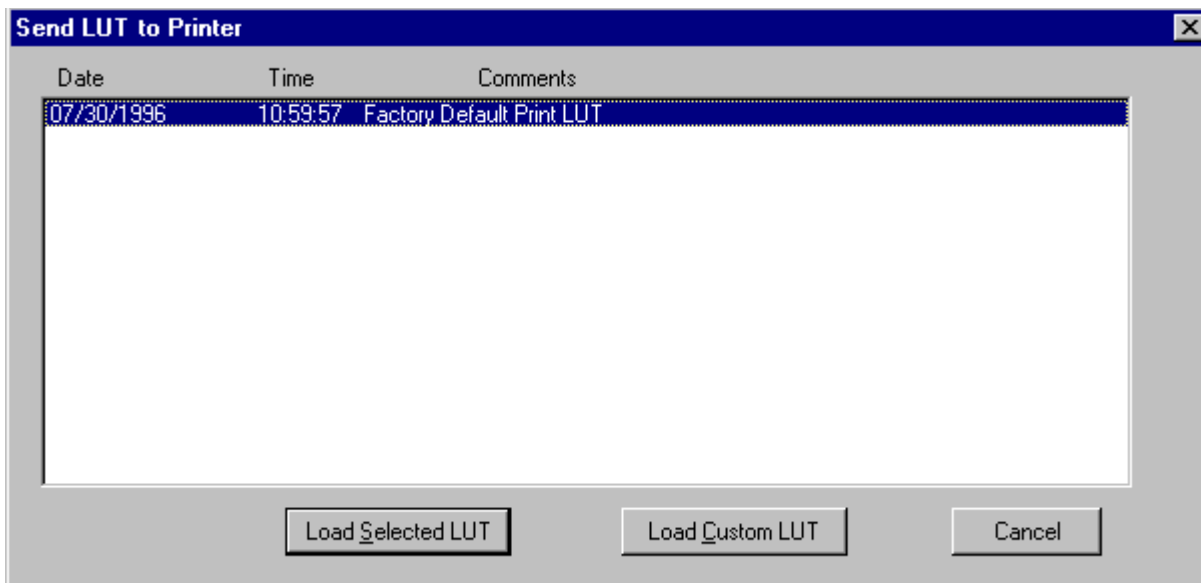 Send LUT to Printer
Date Time Comments
07/30/1996 10:59:57 Factory Default Print LUT
Load Selected LUT Load Custom LUT Cancel